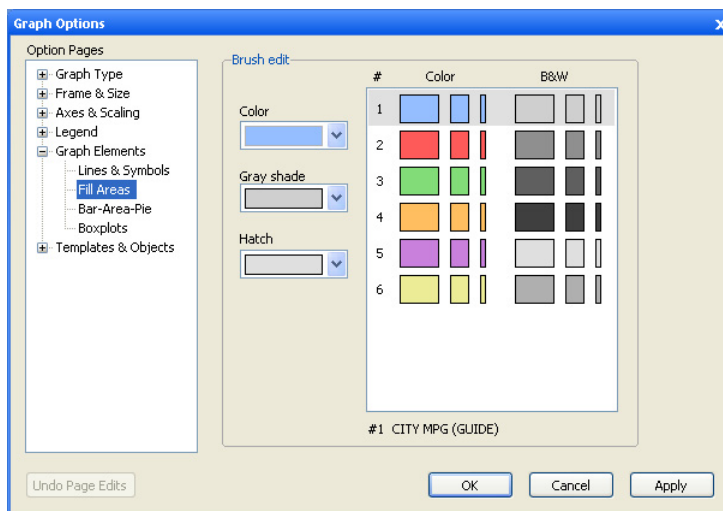 Graph Options
Option Pages
Graph Type
Frame & Size
Axes & Scaling
Legend
Graph Elements
Lines & Symbols
Fill Areas
Bar-Area-Pie
Boxplots
Templates & Objects
Brush edit
Color
Gray shade
Hatch
# Color B&W
1
2
3
4
5
6
#1 CITY MPG (GUIDE)
Undo Page Edits
OK Cancel Apply